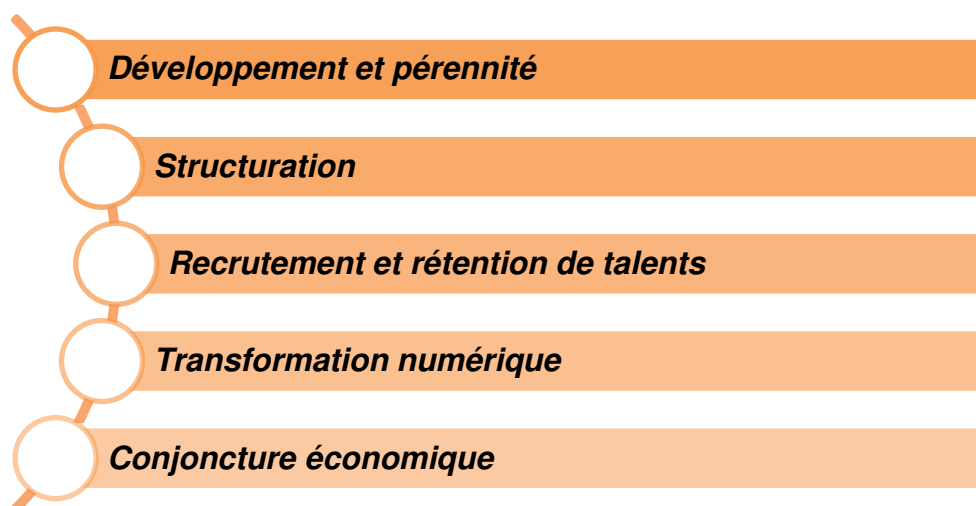 Développement et pérennité
Structuration
Recrutement et rétention de talents
Transformation numérique
Conjoncture économique